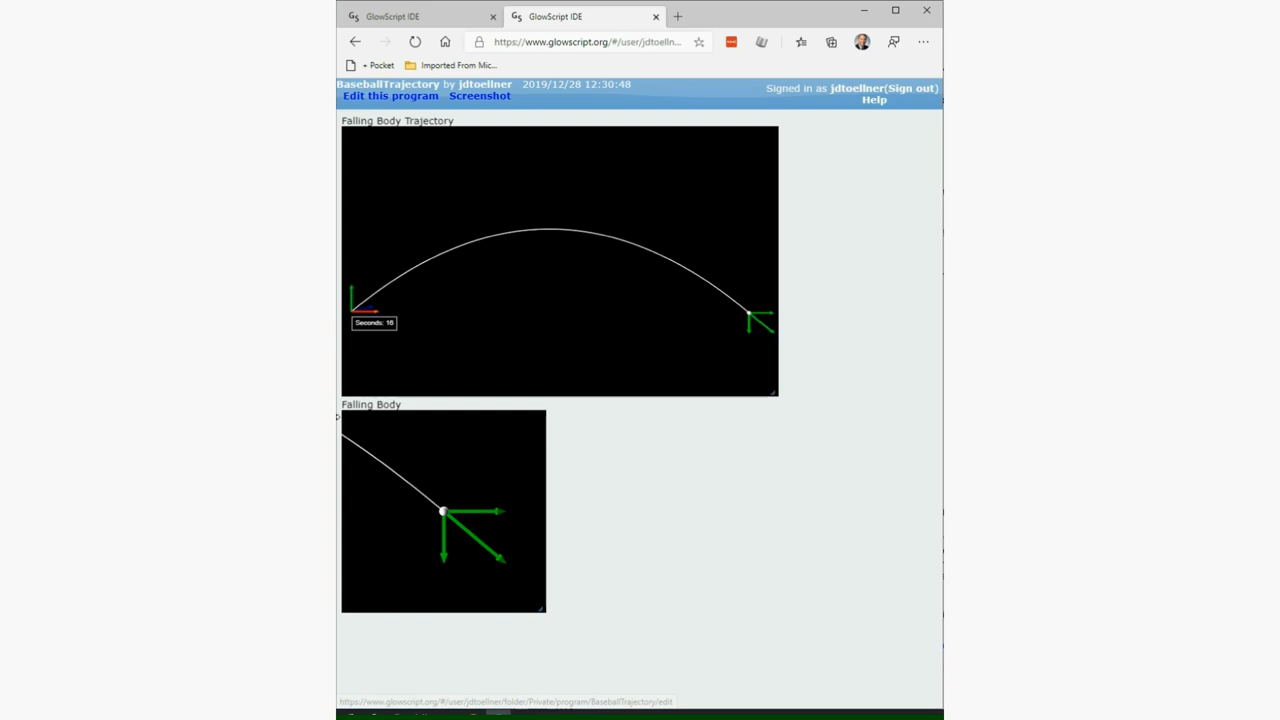 GlowScript IDE
GlowScript IDE
https://www.glowscript.org/#/user/jdtoelln...
+ Pocket
Imported From Mic...
BaseballTrajectory by jdtoellner 2019/12/28 12:30:48
Signed in as jdtoellner(Sign out)
Edit this program Screenshot
Help
Falling Body Trajectory
Seconds: 16
Falling Body
https://www.glowscript.org/#/user/jdtoellner/folder/Private/program/BaseballTrajectory/edit